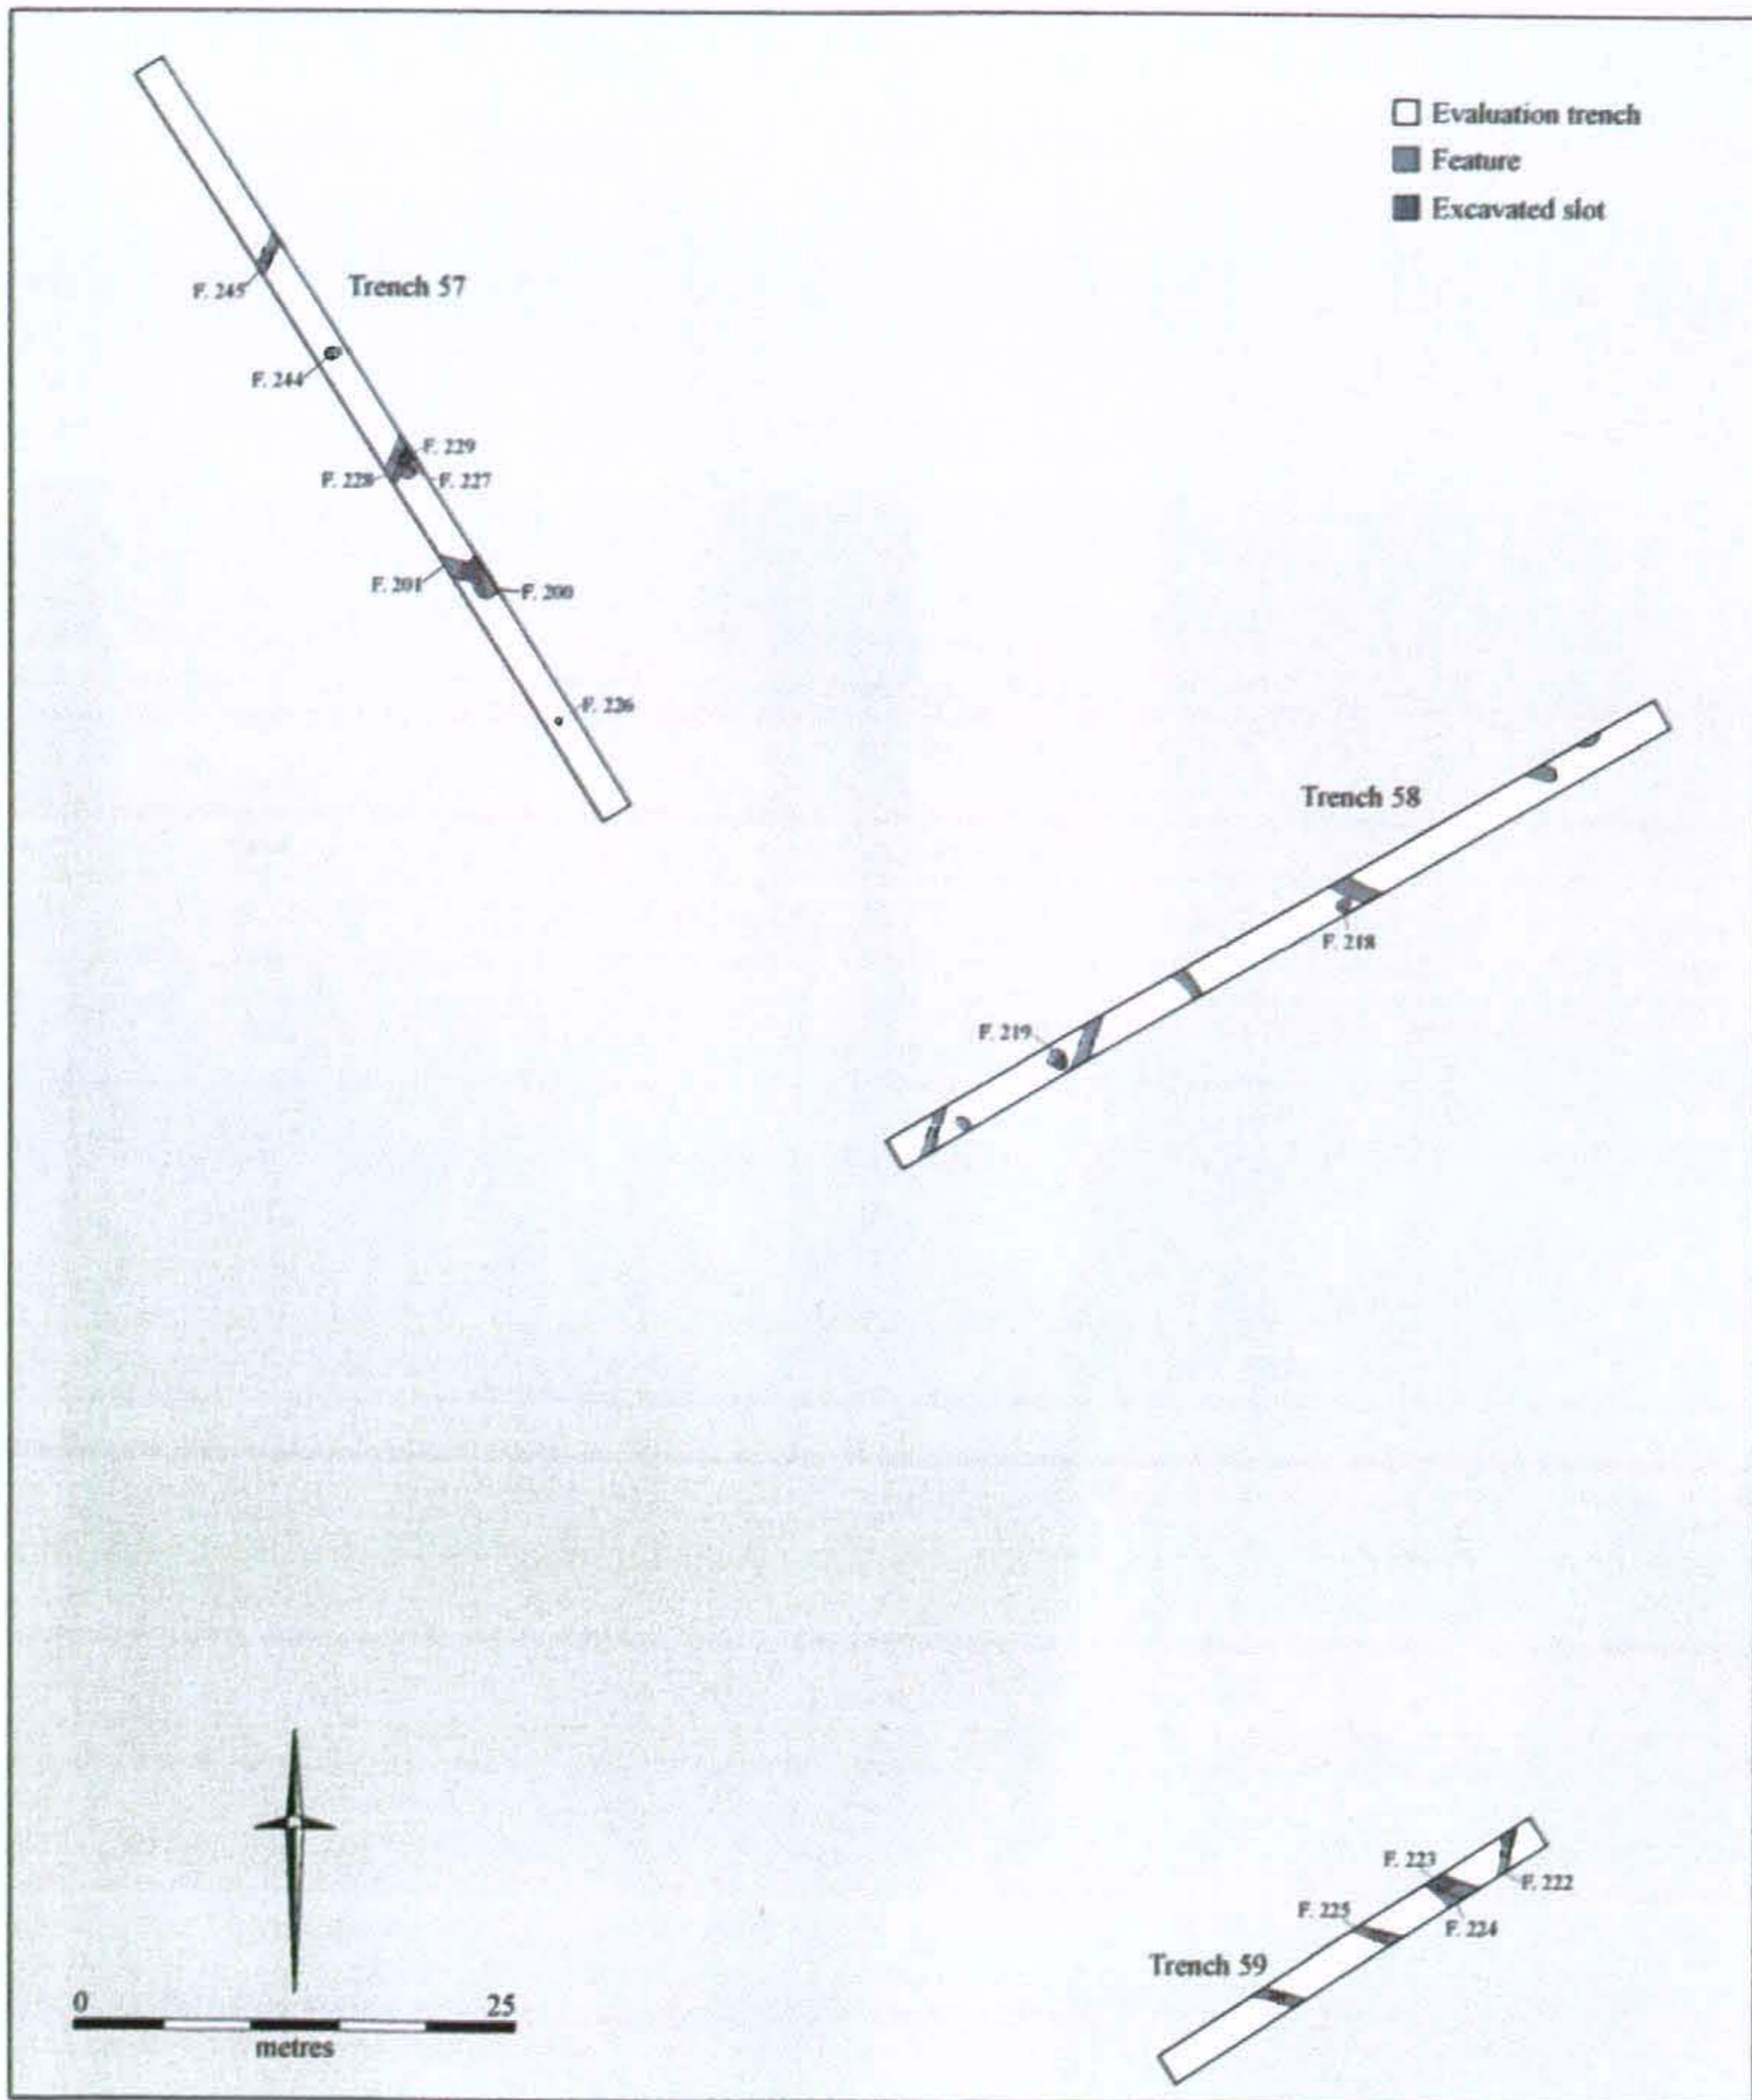 Evaluation trench
Feature
Excavated slot
F. 245
Trench 57
F. 244
F. 229
F. 228
F. 227
F. 201
F. 200
F. 226
Trench 58
F. 218
F. 219
F. 223
F. 222
F. 225
F. 224
Trench 59
0 25
metres